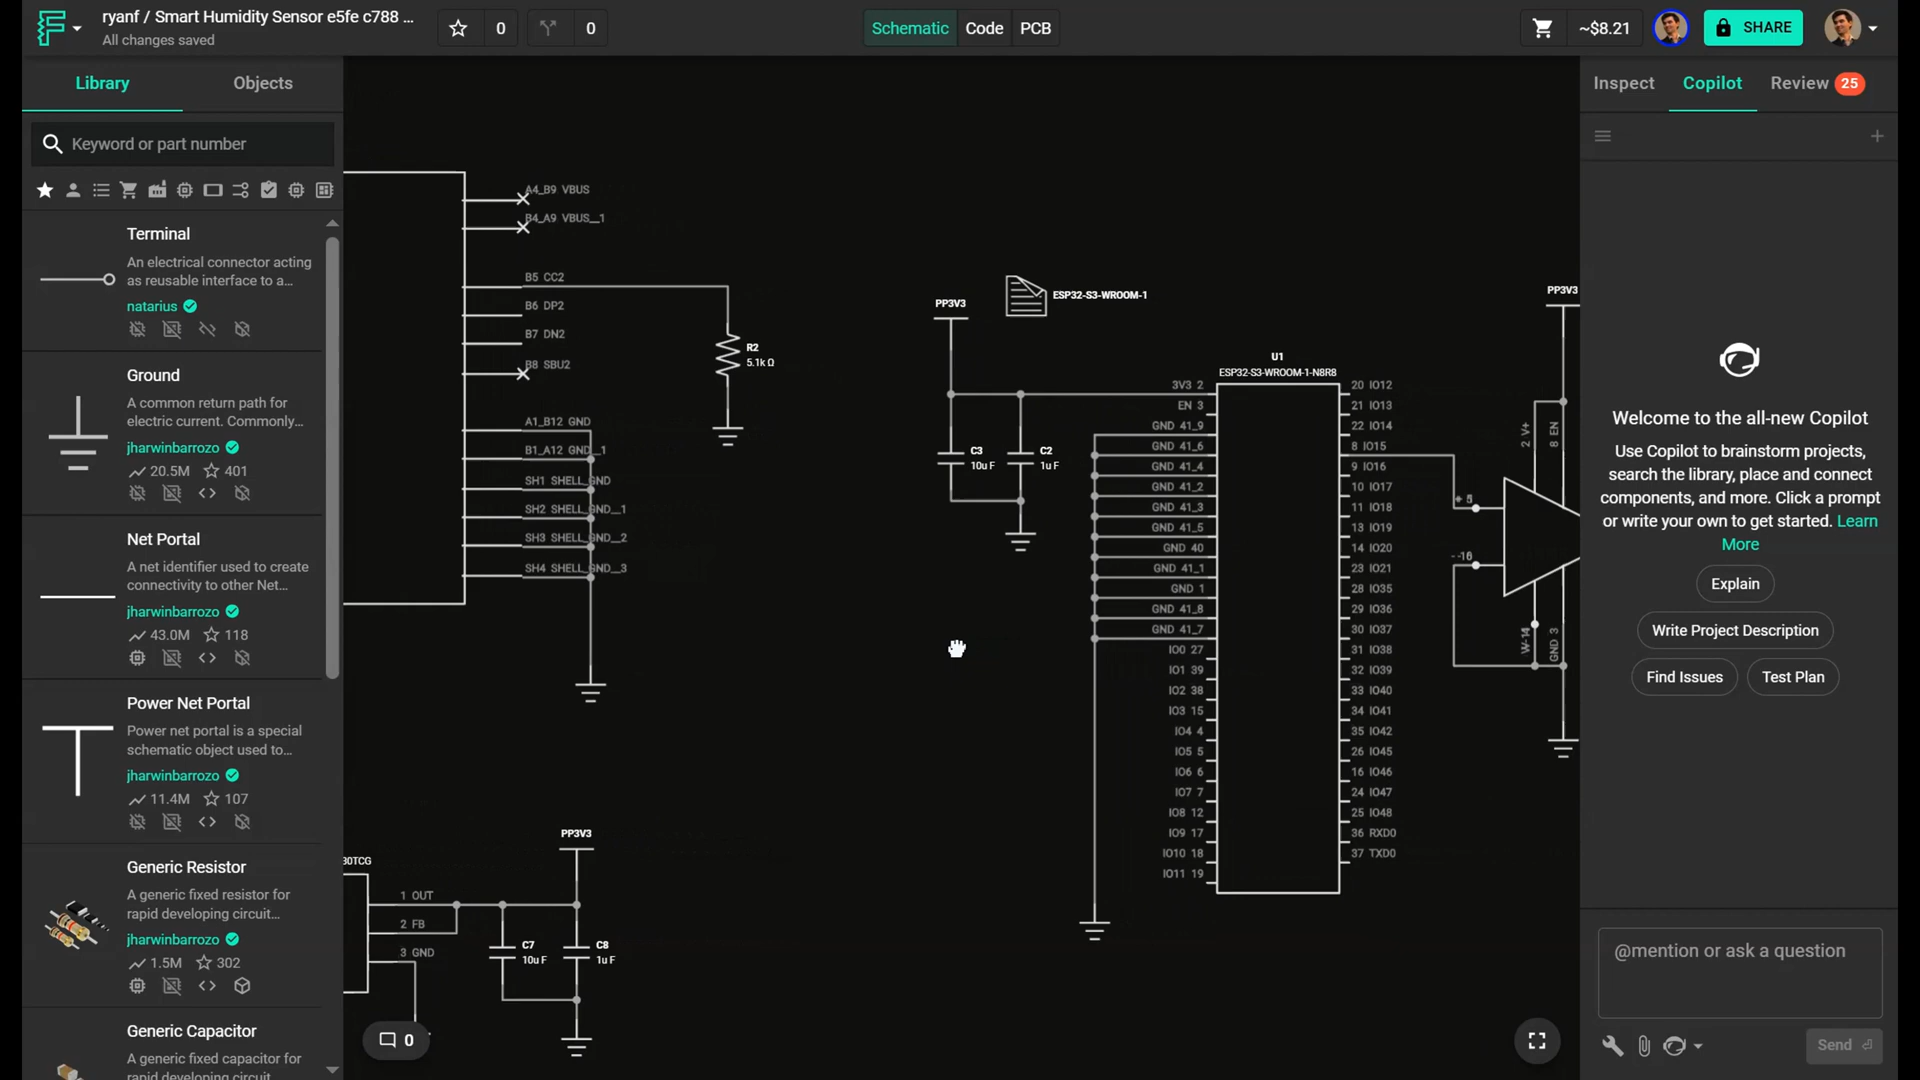 ryanf / Smart Humidity Sensor e5fe c788 ...
All changes saved
0
0
Schematic
Code
PCB
~$8.21
SHARE
Library
Objects
Keyword or part number
Terminal
An electrical connector acting
as reusable interface to a...
natarius
Ground
A common return path for
electric current. Commonly...
jharwinbarrozo
20.5M
401
Net Portal
A net identifier used to create
connectivity to other Net...
jharwinbarrozo
43.0M
118
Power Net Portal
Power net portal is a special
schematic object used to...
jharwinbarrozo
11.4M
107
Generic Resistor
A generic fixed resistor for
rapid developing circuit...
jharwinbarrozo
1.5M
302
Generic Capacitor
A generic fixed capacitor for
rapid developing circuit...
A4_B9 VBUS
B4_A9 VBUS__1
B5 CC2
B6 DP2
B7 DN2
B8 SBU2
A1_B12 GND
B1_A12 GND__1
SH1 SHELL_GND
SH2 SHELL_GND__1
SH3 SHELL_GND__2
SH4 SHELL_GND__3
R2
5.1k Ω
30TCG
1 OUT
2 FB
3 GND
PP3V3
C7
10u F
C8
1u F
0
PP3V3
ESP32-S3-WROOM-1
C3
10u F
C2
1u F
U1
ESP32-S3-WROOM-1-N8R8
3V3 2
EN 3
GND 41_9
GND 41_6
GND 41_4
GND 41_2
GND 41_3
GND 41_5
GND 40
GND 41_1
GND 1
GND 41_8
GND 41_7
IO0 27
IO1 39
IO2 38
IO3 15
IO4 4
IO5 5
IO6 6
IO7 7
IO8 12
IO9 17
IO10 18
IO11 19
20 IO12
21 IO13
22 IO14
8 IO15
9 IO16
10 IO17
11 IO18
13 IO19
14 IO20
23 IO21
28 IO35
29 IO36
30 IO37
31 IO38
32 IO39
33 IO40
34 IO41
35 IO42
26 IO45
16 IO46
24 IO47
25 IO48
36 RXD0
37 TXD0
PP3V3
2 V+
8 EN
GND 3
Inspect
Copilot
Review
25
Welcome to the all-new Copilot
Use Copilot to brainstorm projects,
search the library, place and connect
components, and more. Click a prompt
or write your own to get started. Learn
More
Explain
Write Project Description
Find Issues
Test Plan
@mention or ask a question
Send